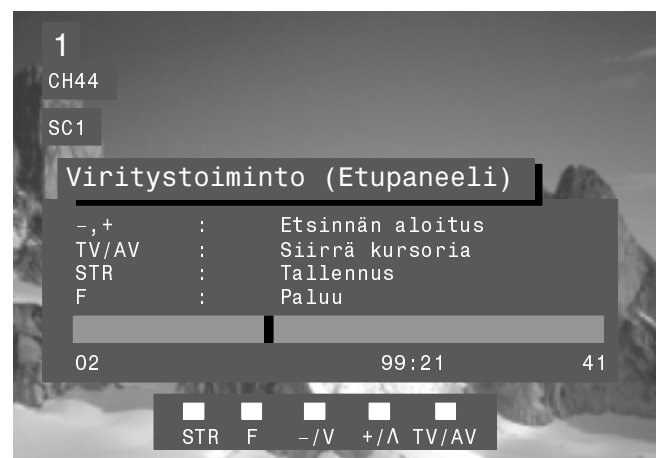 1
CH44
SC1
Viritystoiminto (Etupaneeli)
–,+ : Etsinnän aloitus
TV/AV : Siirrä kursoria
STR : Tallennus
F : Paluu
02 99:21 41
STR F –/V +/Λ TV/AV